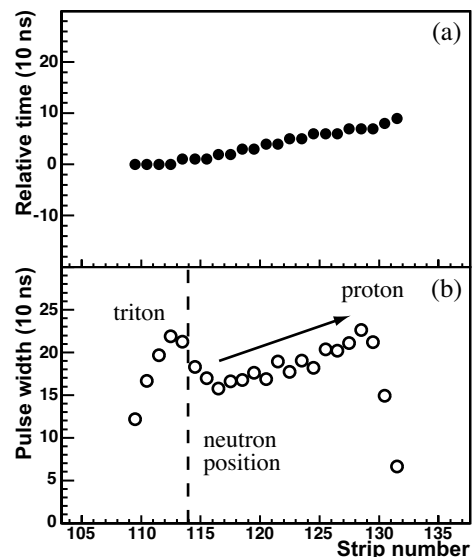 Relative time (10 ns)
20
10
0
-10
(a)
Pulse width (10 ns)
25
20
15
10
5
0
triton
proton
(b)
neutron
position
105
110
115
120
125
130
135
Strip number